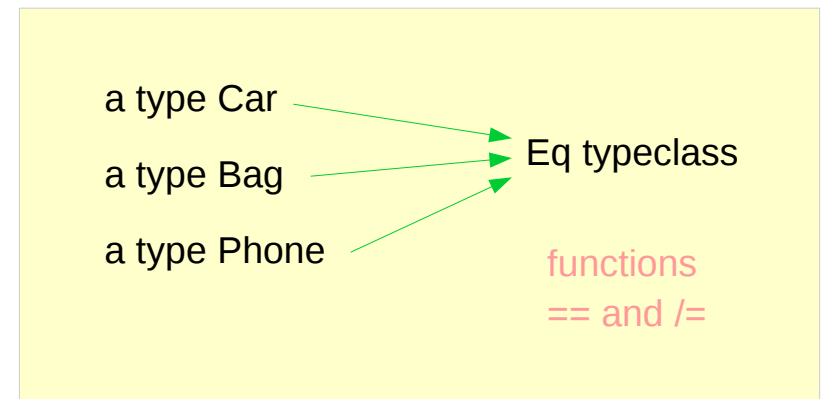 a type Car
Eq typeclass
a type Bag
a type Phone
functions
== and /=